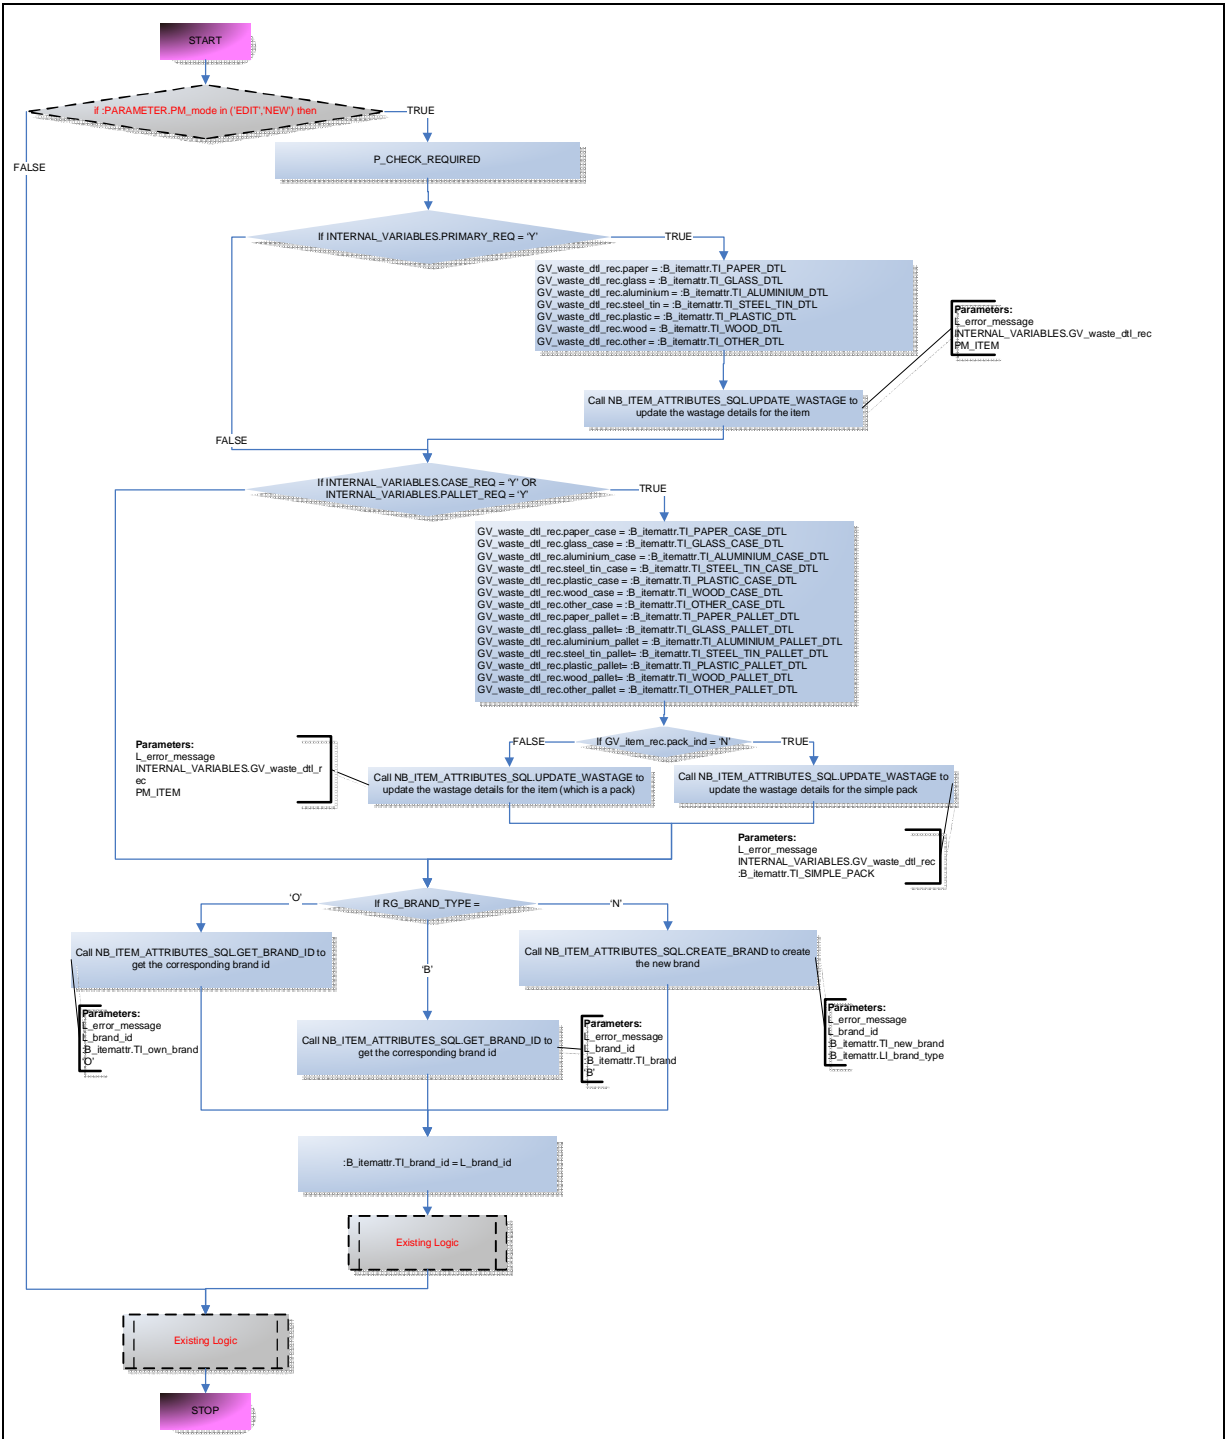 START
if :PARAMETER.PM_mode in ('EDIT','NEW') then
TRUE
FALSE
P_CHECK_REQUIRED
If INTERNAL_VARIABLES.PRIMARY_REQ = 'Y'
TRUE
GV_waste_dtl_rec.paper = :B_itemattr.TI_PAPER_DTL
GV_waste_dtl_rec.glass = :B_itemattr.TI_GLASS_DTL
GV_waste_dtl_rec.aluminium = :B_itemattr.TI_ALUMINIUM_DTL
GV_waste_dtl_rec.steel_tin = :B_itemattr.TI_STEEL_TIN_DTL
GV_waste_dtl_rec.plastic = :B_itemattr.TI_PLASTIC_DTL
GV_waste_dtl_rec.wood = :B_itemattr.TI_WOOD_DTL
GV_waste_dtl_rec.other = :B_itemattr.TI_OTHER_DTL
Parameters:
L_error_message
INTERNAL_VARIABLES.GV_waste_dtl_rec
PM_ITEM
Call NB_ITEM_ATTRIBUTES_SQL.UPDATE_WASTAGE to
update the wastage details for the item
FALSE
If INTERNAL_VARIABLES.CASE_REQ = 'Y' OR
INTERNAL_VARIABLES.PALLET_REQ = 'Y'
TRUE
GV_waste_dtl_rec.paper_case = :B_itemattr.TI_PAPER_CASE_DTL
GV_waste_dtl_rec.glass_case = :B_itemattr.TI_GLASS_CASE_DTL
GV_waste_dtl_rec.aluminium_case = :B_itemattr.TI_ALUMINIUM_CASE_DTL
GV_waste_dtl_rec.steel_tin_case = :B_itemattr.TI_STEEL_TIN_CASE_DTL
GV_waste_dtl_rec.plastic_case = :B_itemattr.TI_PLASTIC_CASE_DTL
GV_waste_dtl_rec.wood_case = :B_itemattr.TI_WOOD_CASE_DTL
GV_waste_dtl_rec.other_case = :B_itemattr.TI_OTHER_CASE_DTL
GV_waste_dtl_rec.paper_pallet = :B_itemattr.TI_PAPER_PALLET_DTL
GV_waste_dtl_rec.glass_pallet= :B_itemattr.TI_GLASS_PALLET_DTL
GV_waste_dtl_rec.aluminium_pallet = :B_itemattr.TI_ALUMINIUM_PALLET_DTL
GV_waste_dtl_rec.steel_tin_pallet= :B_itemattr.TI_STEEL_TIN_PALLET_DTL
GV_waste_dtl_rec.plastic_pallet= :B_itemattr.TI_PLASTIC_PALLET_DTL
GV_waste_dtl_rec.wood_pallet= :B_itemattr.TI_WOOD_PALLET_DTL
GV_waste_dtl_rec.other_pallet = :B_itemattr.TI_OTHER_PALLET_DTL
FALSE
If GV_item_rec.pack_ind = 'N'
TRUE
Parameters:
L_error_message
INTERNAL_VARIABLES.GV_waste_dtl_r
ec
PM_ITEM
Call NB_ITEM_ATTRIBUTES_SQL.UPDATE_WASTAGE to
update the wastage details for the item (which is a pack)
Call NB_ITEM_ATTRIBUTES_SQL.UPDATE_WASTAGE to
update the wastage details for the simple pack
Parameters:
L_error_message
INTERNAL_VARIABLES.GV_waste_dtl_rec
:B_itemattr.TI_SIMPLE_PACK
'O'
If RG_BRAND_TYPE =
'N'
Call NB_ITEM_ATTRIBUTES_SQL.GET_BRAND_ID to
get the corresponding brand id
Call NB_ITEM_ATTRIBUTES_SQL.CREATE_BRAND to create
the new brand
'B'
Parameters:
L_error_message
L_brand_id
:B_itemattr.TI_own_brand
'O'
Call NB_ITEM_ATTRIBUTES_SQL.GET_BRAND_ID to
get the corresponding brand id
Parameters:
L_error_message
L_brand_id
:B_itemattr.TI_brand
'B'
Parameters:
L_error_message
L_brand_id
:B_itemattr.TI_new_brand
:B_itemattr.LI_brand_type
:B_itemattr.TI_brand_id = L_brand_id
Existing Logic
Existing Logic
STOP